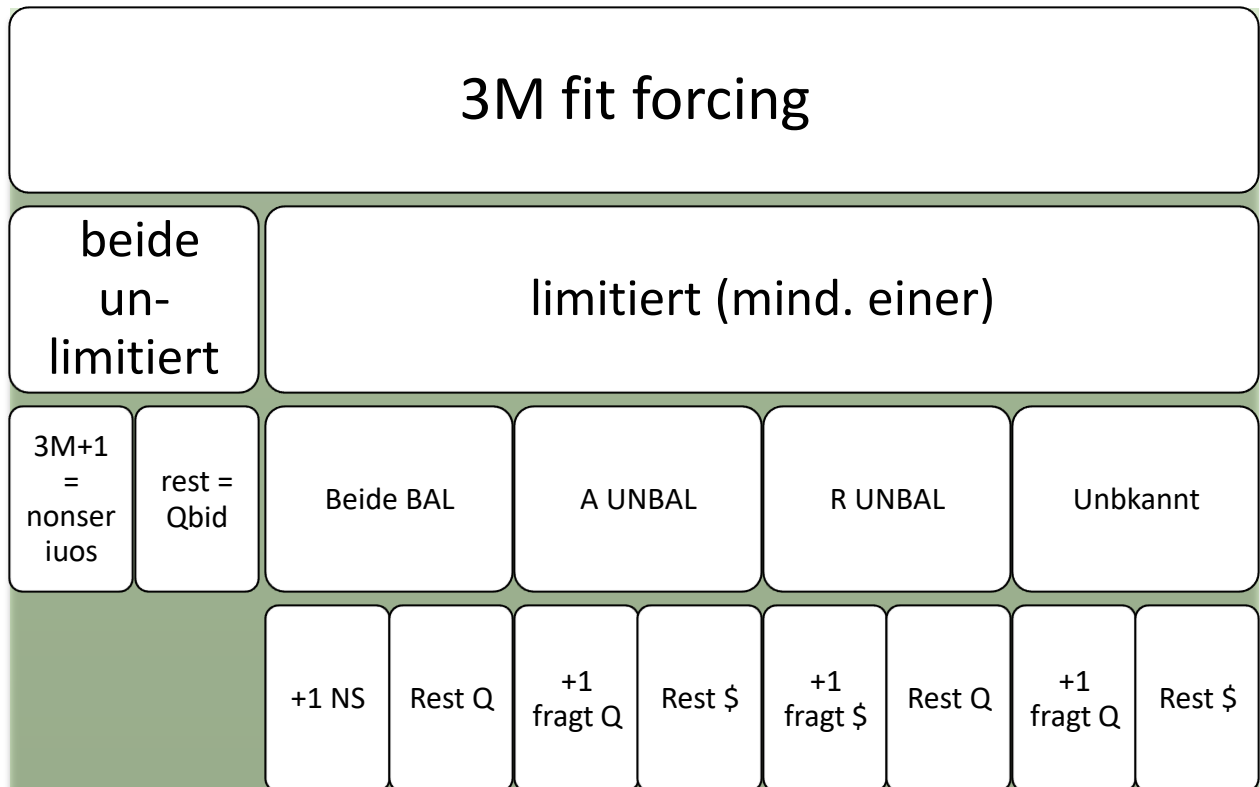 3M fit forcing
beide
un-
limitiert
limitiert (mind. einer)
3M+1
=
nonser
iuos
rest =
Qbid
Beide BAL
A UNBAL
R UNBAL
Unbkannt
+1 NS
Rest Q
+1
fragt Q
Rest $
+1
fragt $
Rest Q
+1
fragt Q
Rest $